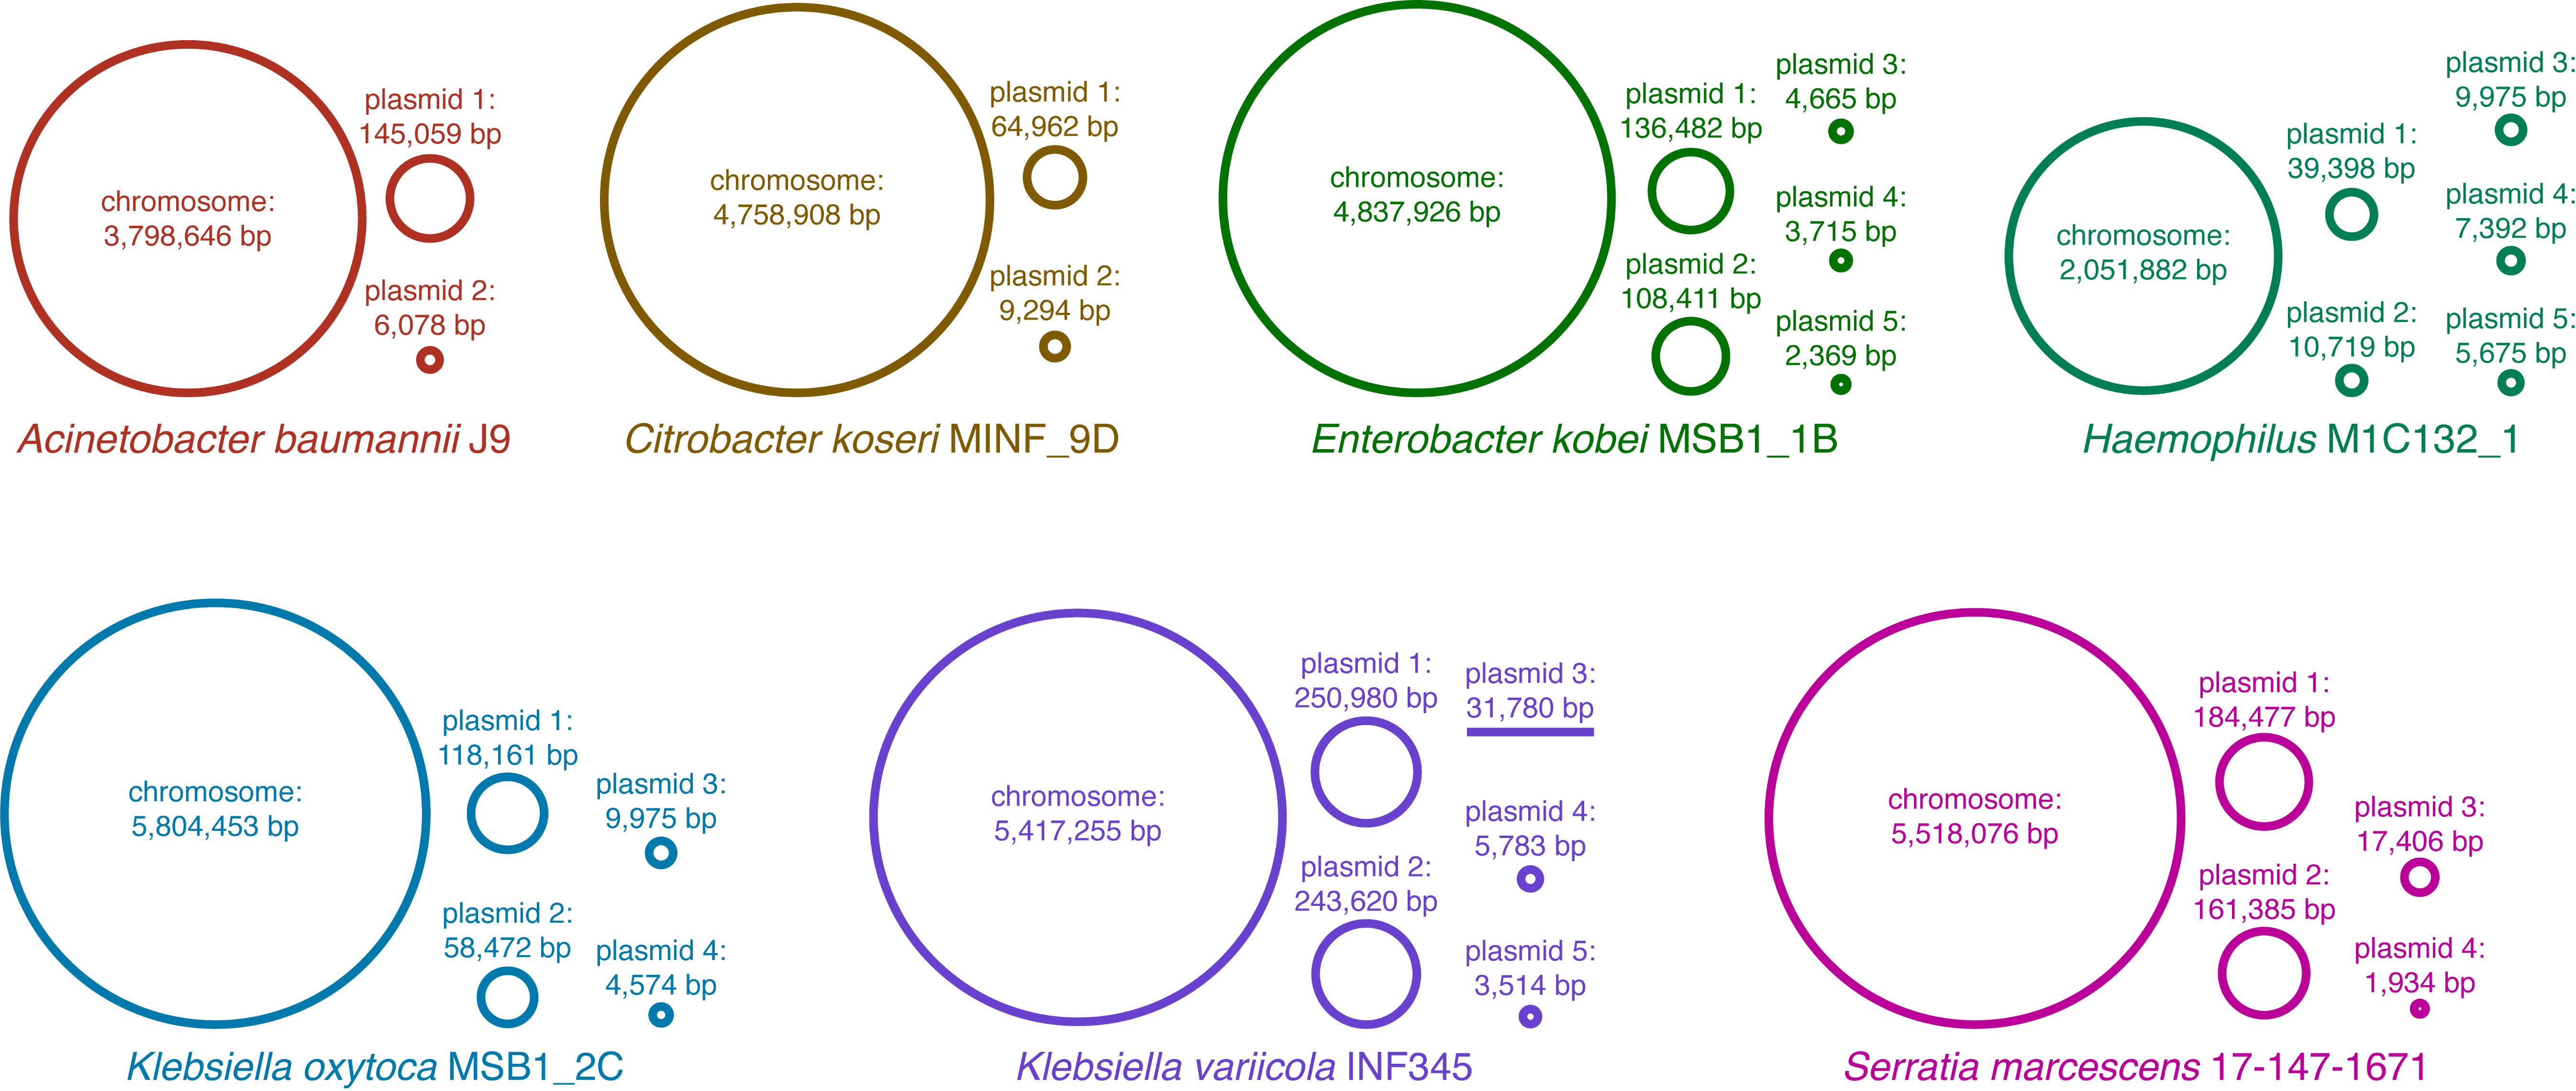 chromosome:
3,798,646 bp
plasmid 1:
145,059 bp
plasmid 2:
6,078 bp
Acinetobacter baumannii J9
chromosome:
4,758,908 bp
plasmid 1:
64,962 bp
plasmid 2:
9,294 bp
Citrobacter koseri MINF_9D
chromosome:
4,837,926 bp
plasmid 1:
136,482 bp
plasmid 2:
108,411 bp
plasmid 3:
4,665 bp
plasmid 4:
3,715 bp
plasmid 5:
2,369 bp
Enterobacter kobei MSB1_1B
chromosome:
2,051,882 bp
plasmid 1:
39,398 bp
plasmid 2:
10,719 bp
plasmid 3:
9,975 bp
plasmid 4:
7,392 bp
plasmid 5:
5,675 bp
Haemophilus M1C132_1
chromosome:
5,804,453 bp
plasmid 1:
118,161 bp
plasmid 2:
58,472 bp
plasmid 3:
9,975 bp
plasmid 4:
4,574 bp
Klebsiella oxytoca MSB1_2C
chromosome:
5,417,255 bp
plasmid 1:
250,980 bp
plasmid 2:
243,620 bp
plasmid 3:
31,780 bp
plasmid 4:
5,783 bp
plasmid 5:
3,514 bp
Klebsiella variicola INF345
chromosome:
5,518,076 bp
plasmid 1:
184,477 bp
plasmid 2:
161,385 bp
plasmid 3:
17,406 bp
plasmid 4:
1,934 bp
Serratia marcescens 17-147-1671